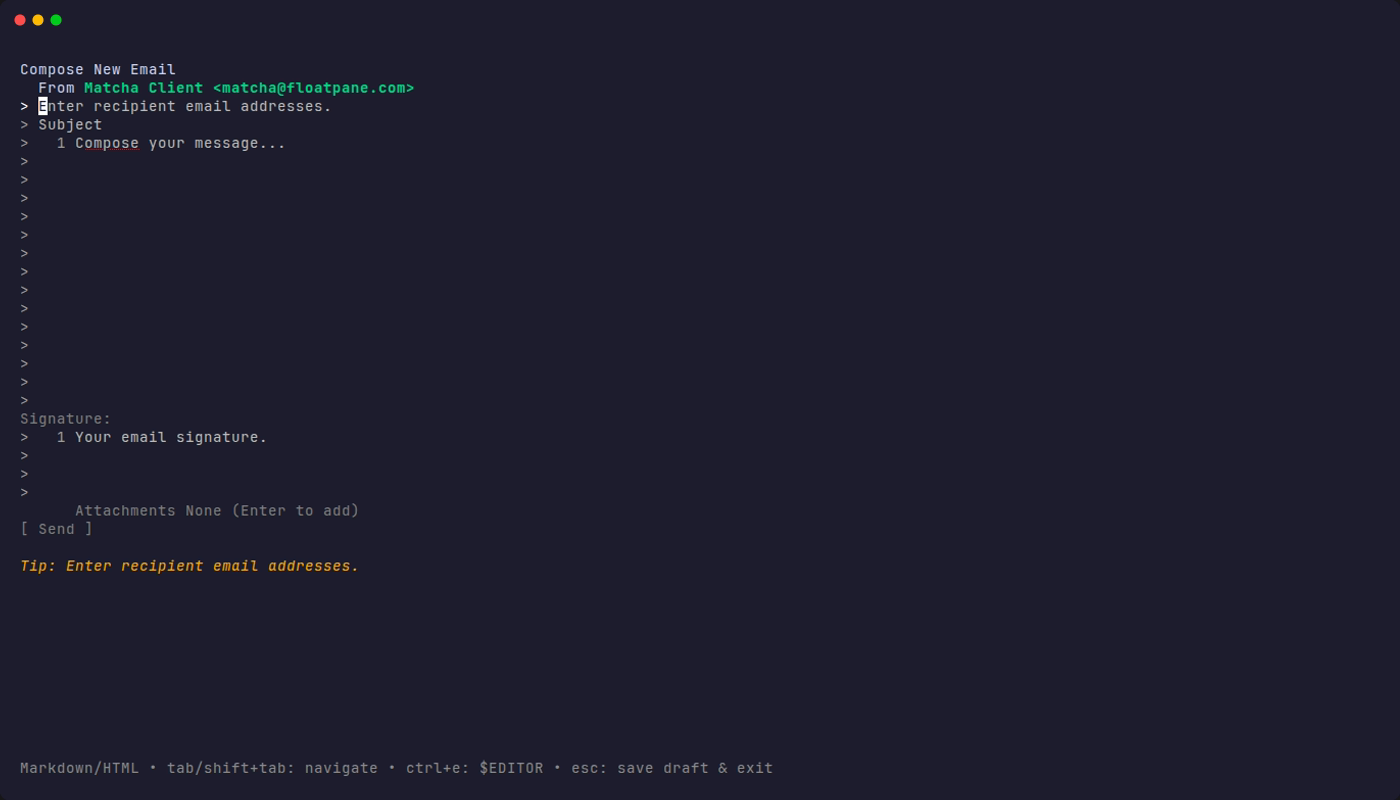 Compose New Email
From Matcha Client <matcha@floatpane.com>
> Enter recipient email addresses.
> Subject
>   1 Compose your message...
>
>
>
>
>
>
>
>
>
>
>
>
>
>
Signature:
>   1 Your email signature.
>
>
>
Attachments None (Enter to add)
[ Send ]
Tip: Enter recipient email addresses.
Markdown/HTML • tab/shift+tab: navigate • ctrl+e: $EDITOR • esc: save draft & exit